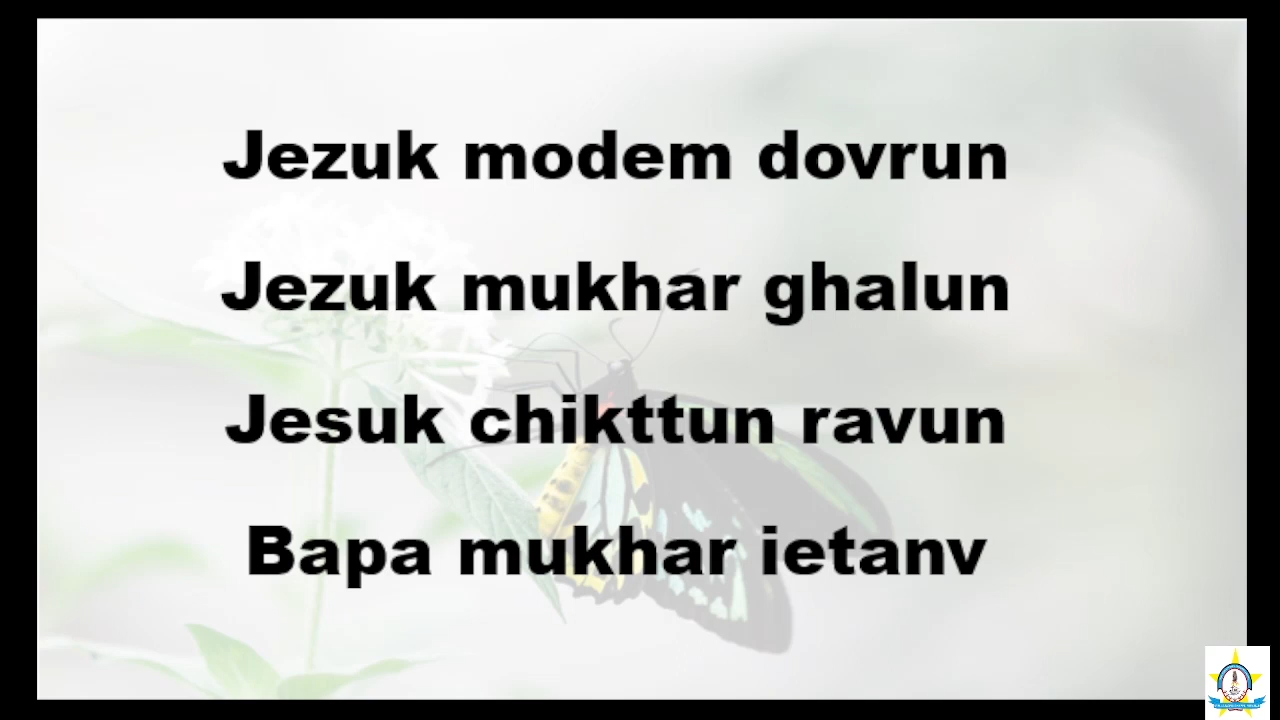 Jezuk modem dovrun
Jezuk mukhar ghalun
Jesuk chikttun ravun
Bapa mukhar ietanv